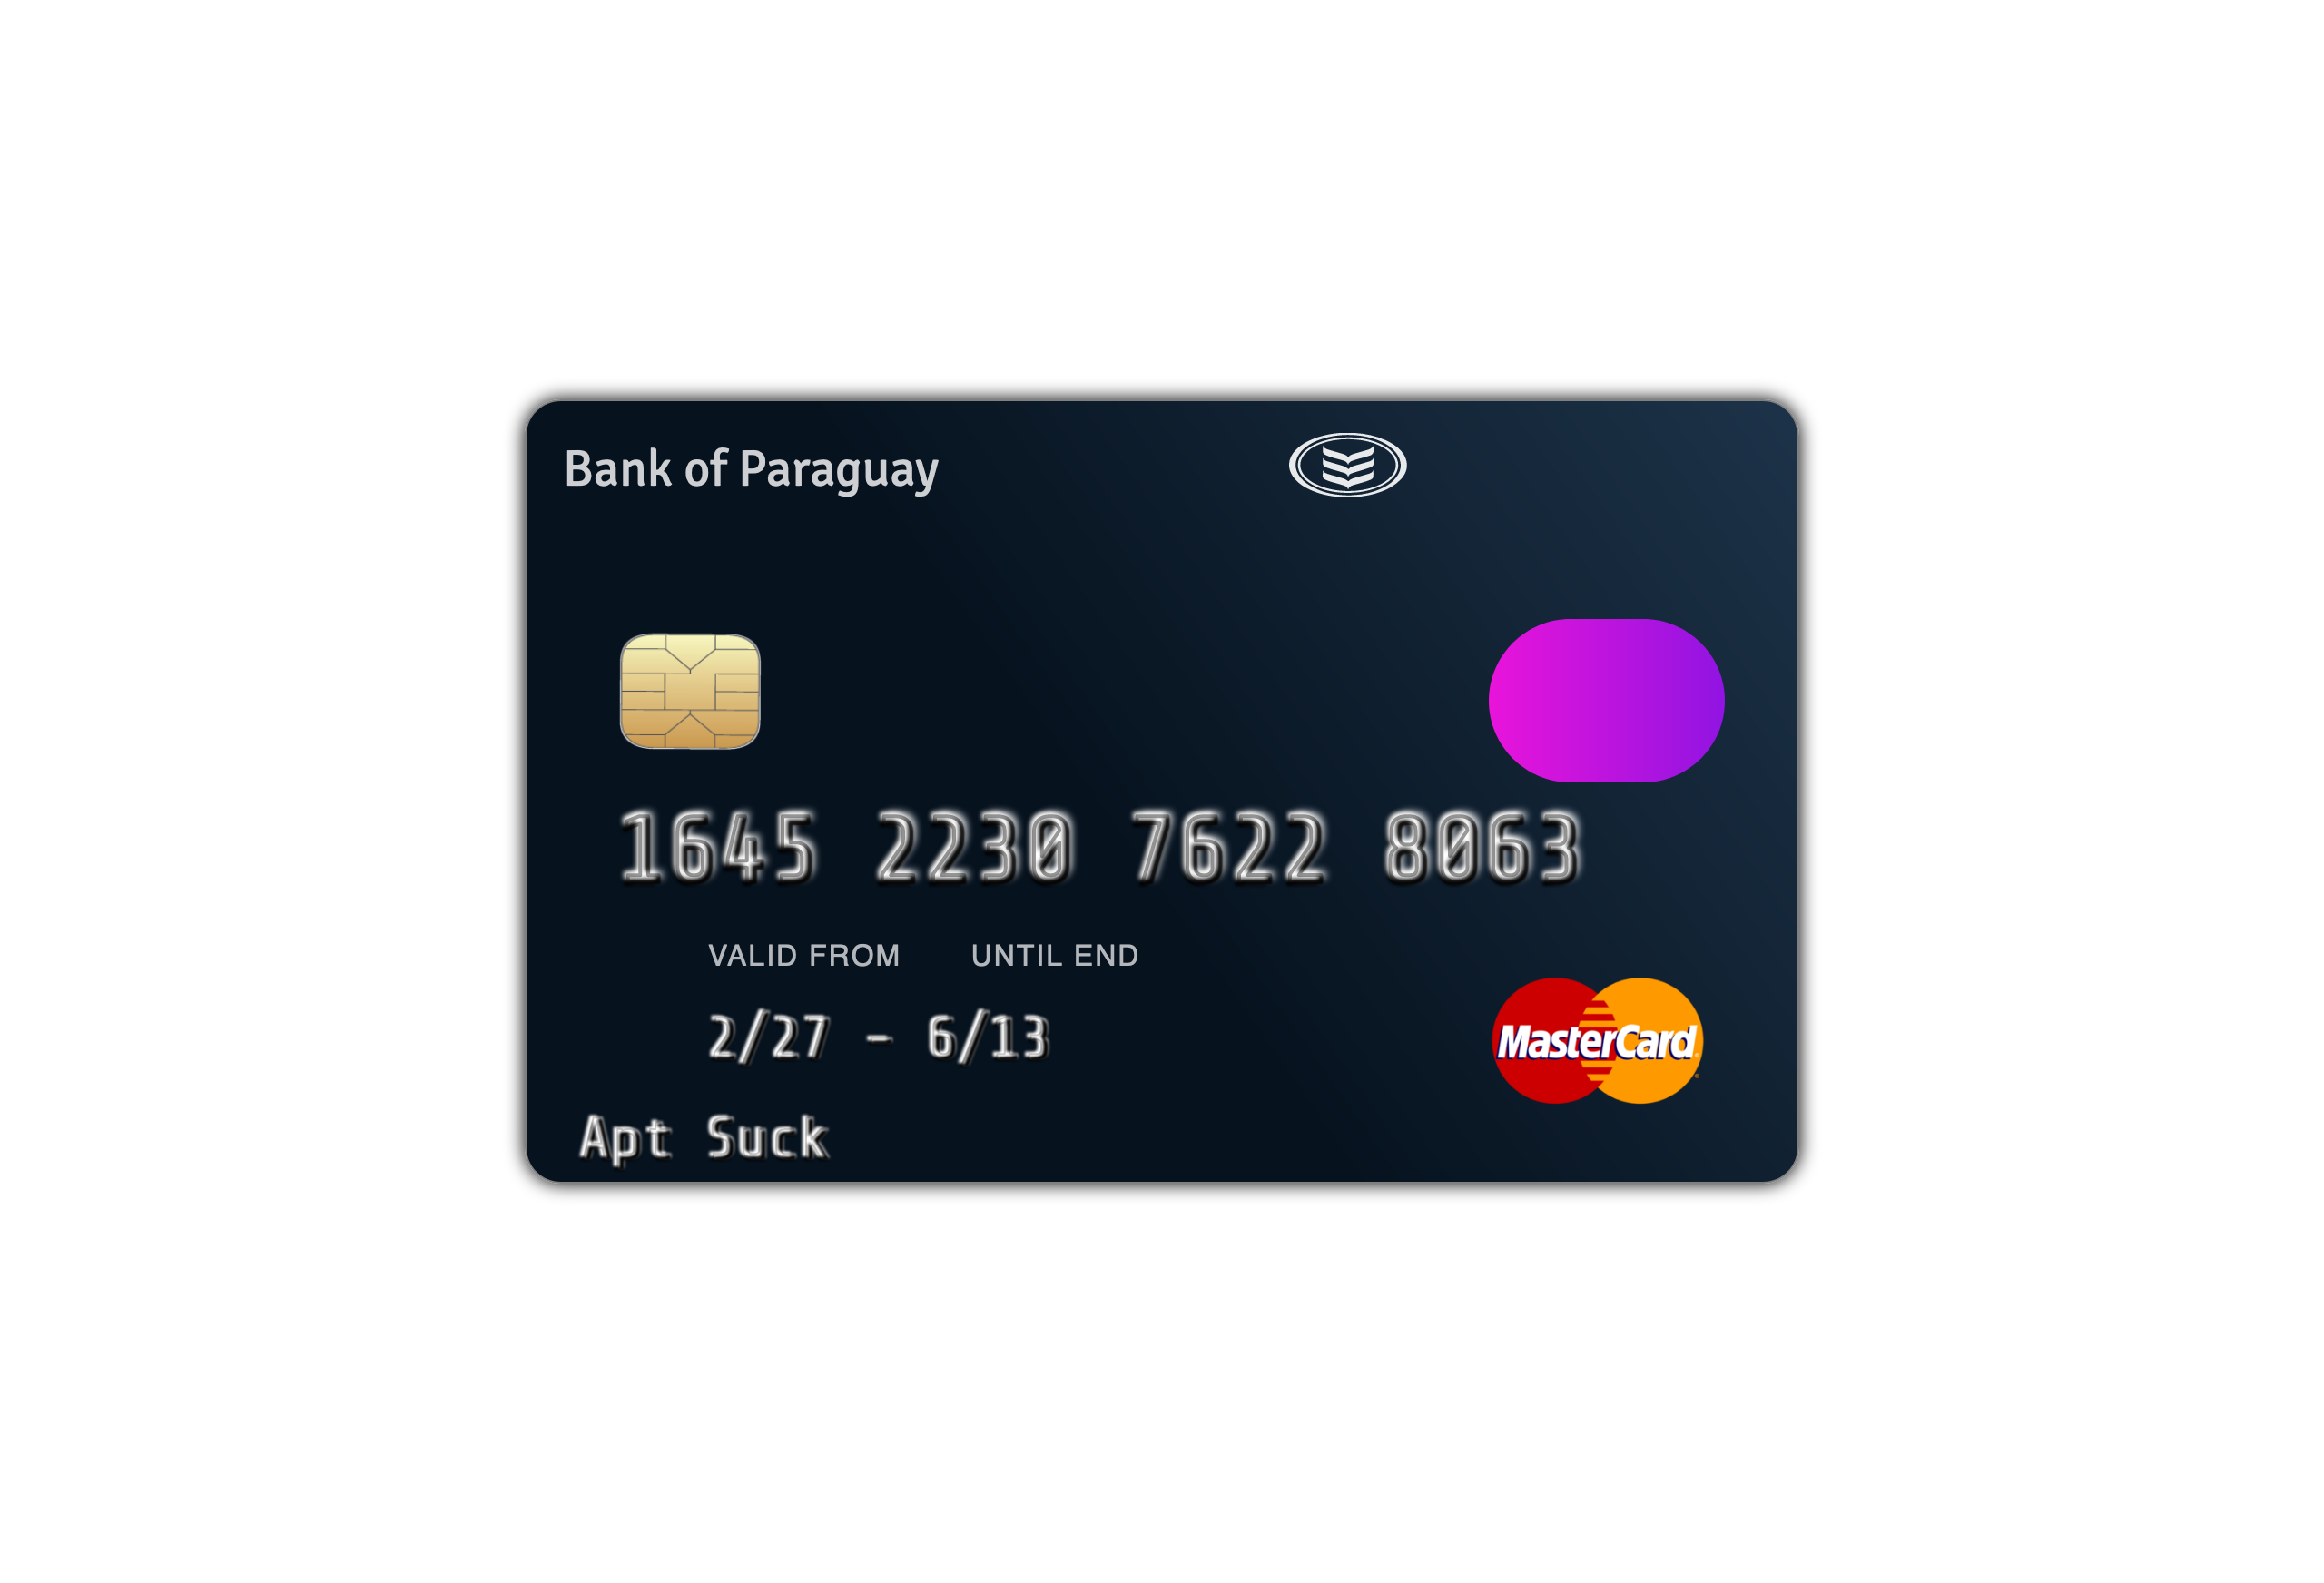 Bank of Paraguay
1645 2230 7622 8063
VALID FROM UNTIL END
2/27 - 6/13
MasterCard
Apt Suck